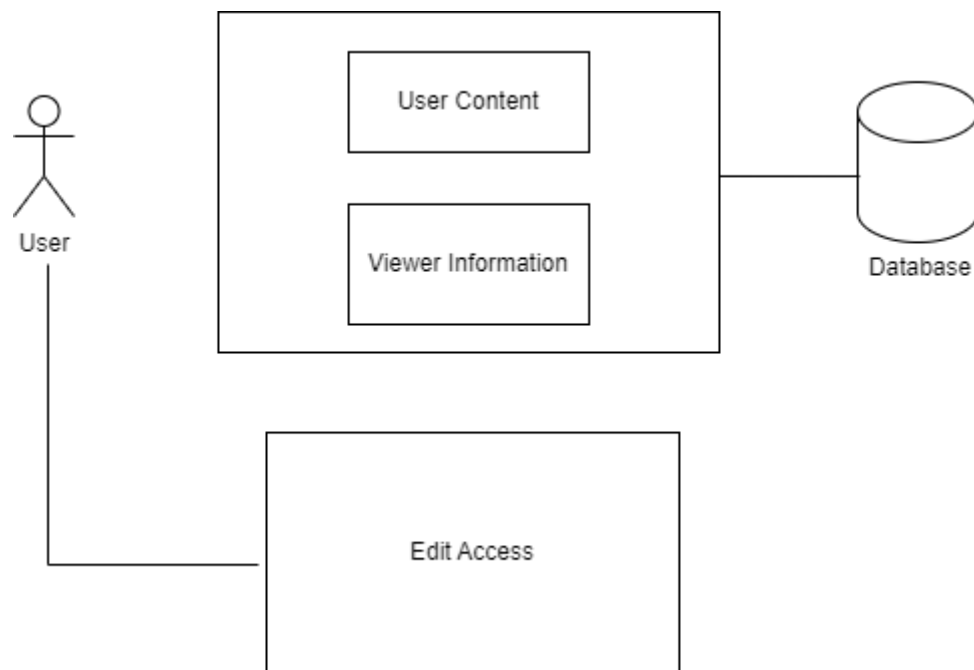 User Content
User
Viewer Information
Database
Edit Access